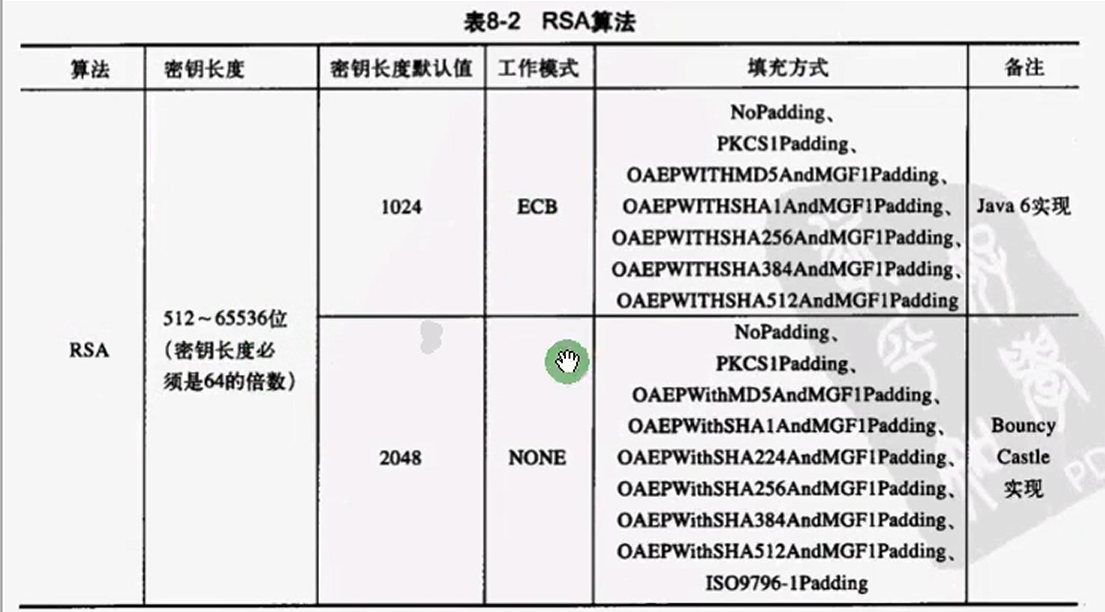 表8-2 RSA算法
算法 密钥长度 密钥长度默认值 工作模式 填充方式 备注
RSA
512～65536位
（密钥长度必
须是64的倍数）
1024
ECB
NoPadding、
PKCS1Padding、
OAEPWITHMD5AndMGF1Padding、
OAEPWITHSHA1AndMGF1Padding、
OAEPWITHSHA256AndMGF1Padding、
OAEPWITHSHA384AndMGF1Padding、
OAEPWITHSHA512AndMGF1Padding
Java 6实现
2048
NONE
NoPadding、
PKCS1Padding、
OAEPWithMD5AndMGF1Padding、
OAEPWithSHA1AndMGF1Padding、
OAEPWithSHA224AndMGF1Padding、
OAEPWithSHA256AndMGF1Padding、
OAEPWithSHA384AndMGF1Padding、
OAEPWithSHA512AndMGF1Padding、
ISO9796-1Padding
Bouncy
Castle
实现
PD